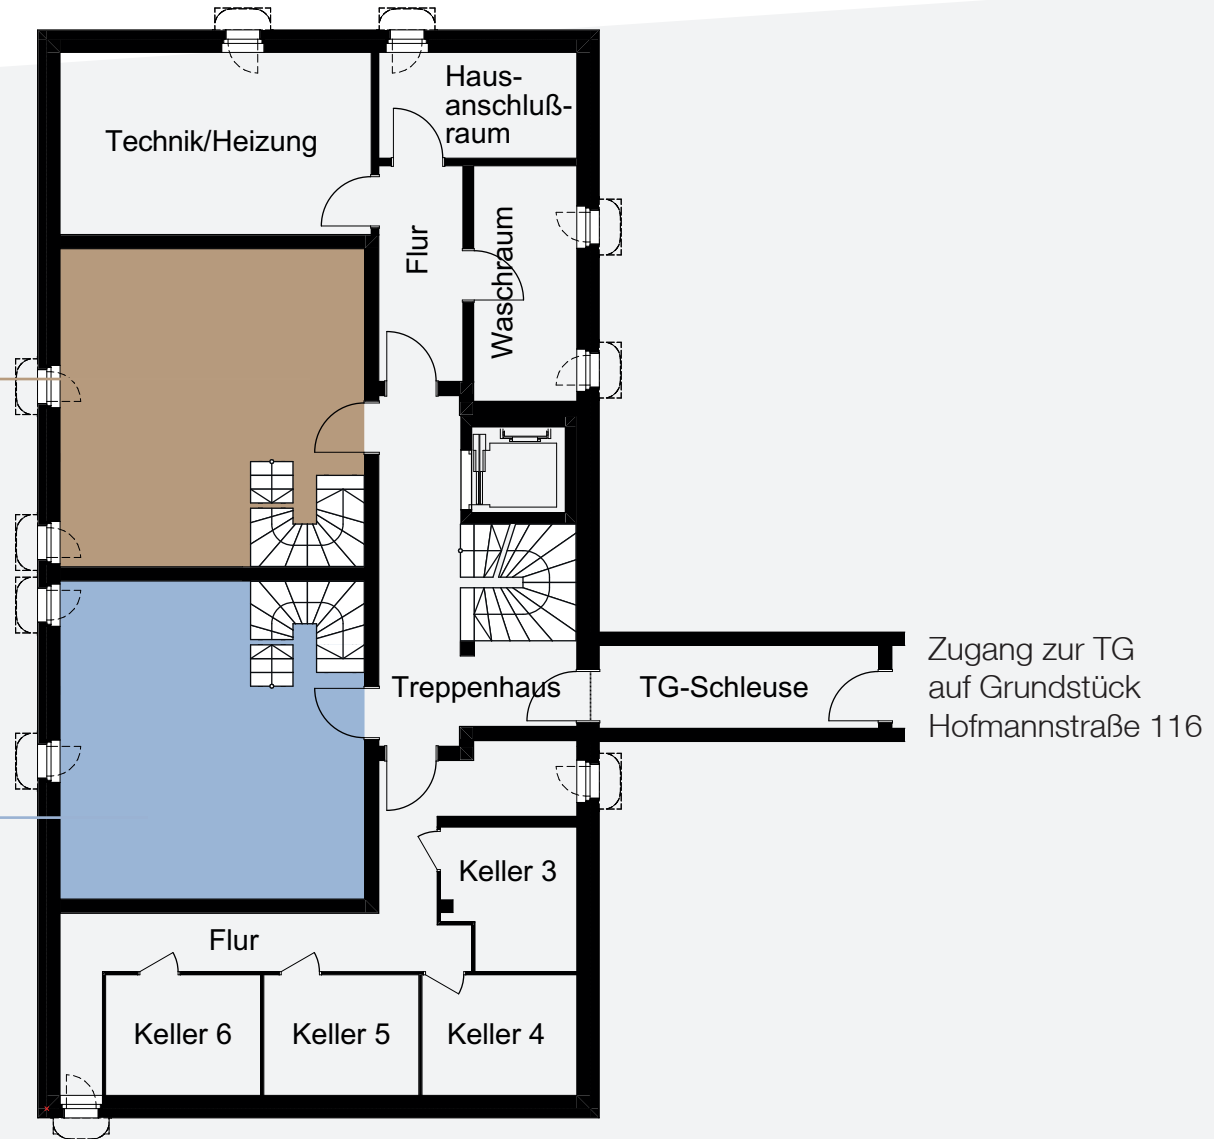 Haus-
anschluß-
raum
Technik/Heizung
Flur
Waschraum
Zugang zur TG
auf Grundstück
Hofmannstraße 116
Treppenhaus
TG-Schleuse
Keller 3
Flur
Keller 6
Keller 5
Keller 4